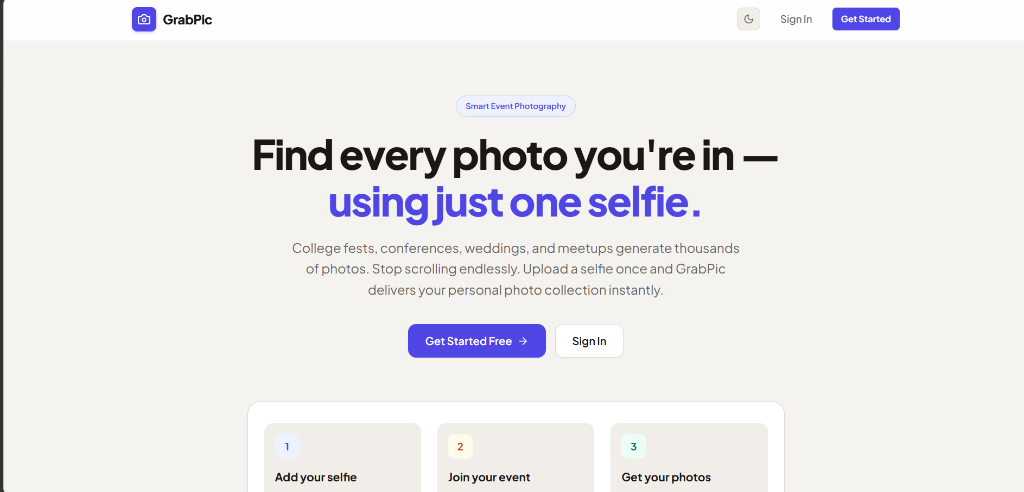 GrabPic
Sign In
Get Started
Smart Event Photography
Find every photo you're in —
using just one selfie.
College fests, conferences, weddings, and meetups generate thousands
of photos. Stop scrolling endlessly. Upload a selfie once and GrabPic
delivers your personal photo collection instantly.
Get Started Free →
Sign In
1
2
3
Add your selfie
Join your event
Get your photos